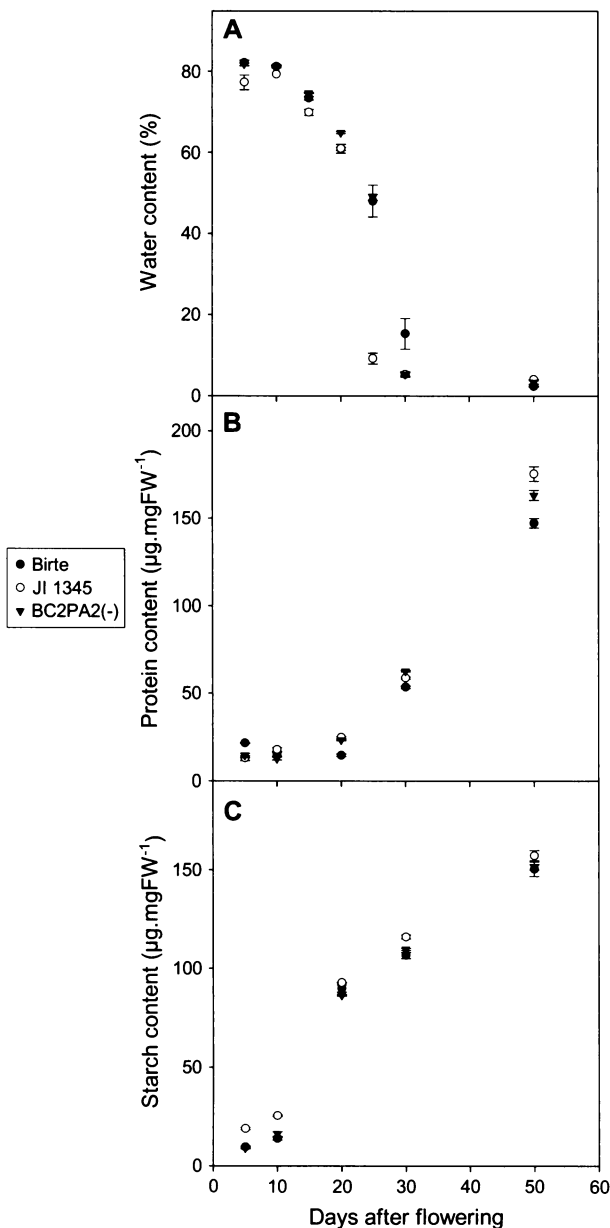 A
Water content (%)
80
60
40
20
0
B
Protein content (µg.mgFW⁻¹)
200
150
100
50
0
Birte
JI 1345
BC2PA2(-)
C
Starch content (µg.mgFW⁻¹)
150
100
50
0
0 10 20 30 40 50 60
Days after flowering